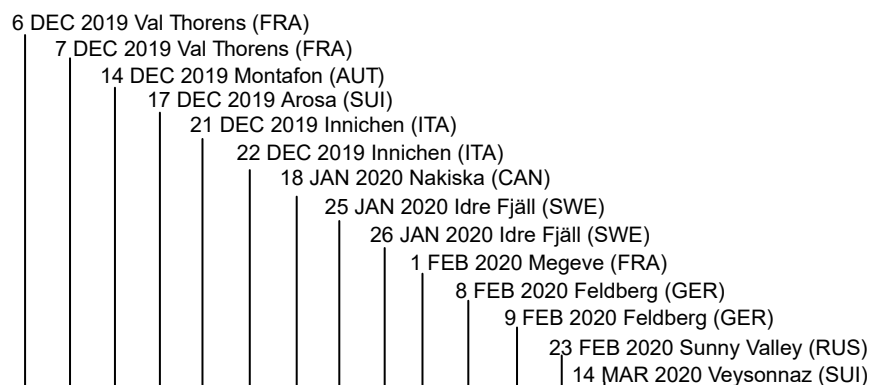 6 DEC 2019 Val Thorens (FRA)
7 DEC 2019 Val Thorens (FRA)
14 DEC 2019 Montafon (AUT)
17 DEC 2019 Arosa (SUI)
21 DEC 2019 Innichen (ITA)
22 DEC 2019 Innichen (ITA)
18 JAN 2020 Nakiska (CAN)
25 JAN 2020 Idre Fjäll (SWE)
26 JAN 2020 Idre Fjäll (SWE)
1 FEB 2020 Megeve (FRA)
8 FEB 2020 Feldberg (GER)
9 FEB 2020 Feldberg (GER)
23 FEB 2020 Sunny Valley (RUS)
14 MAR 2020 Veysonnaz (SUI)